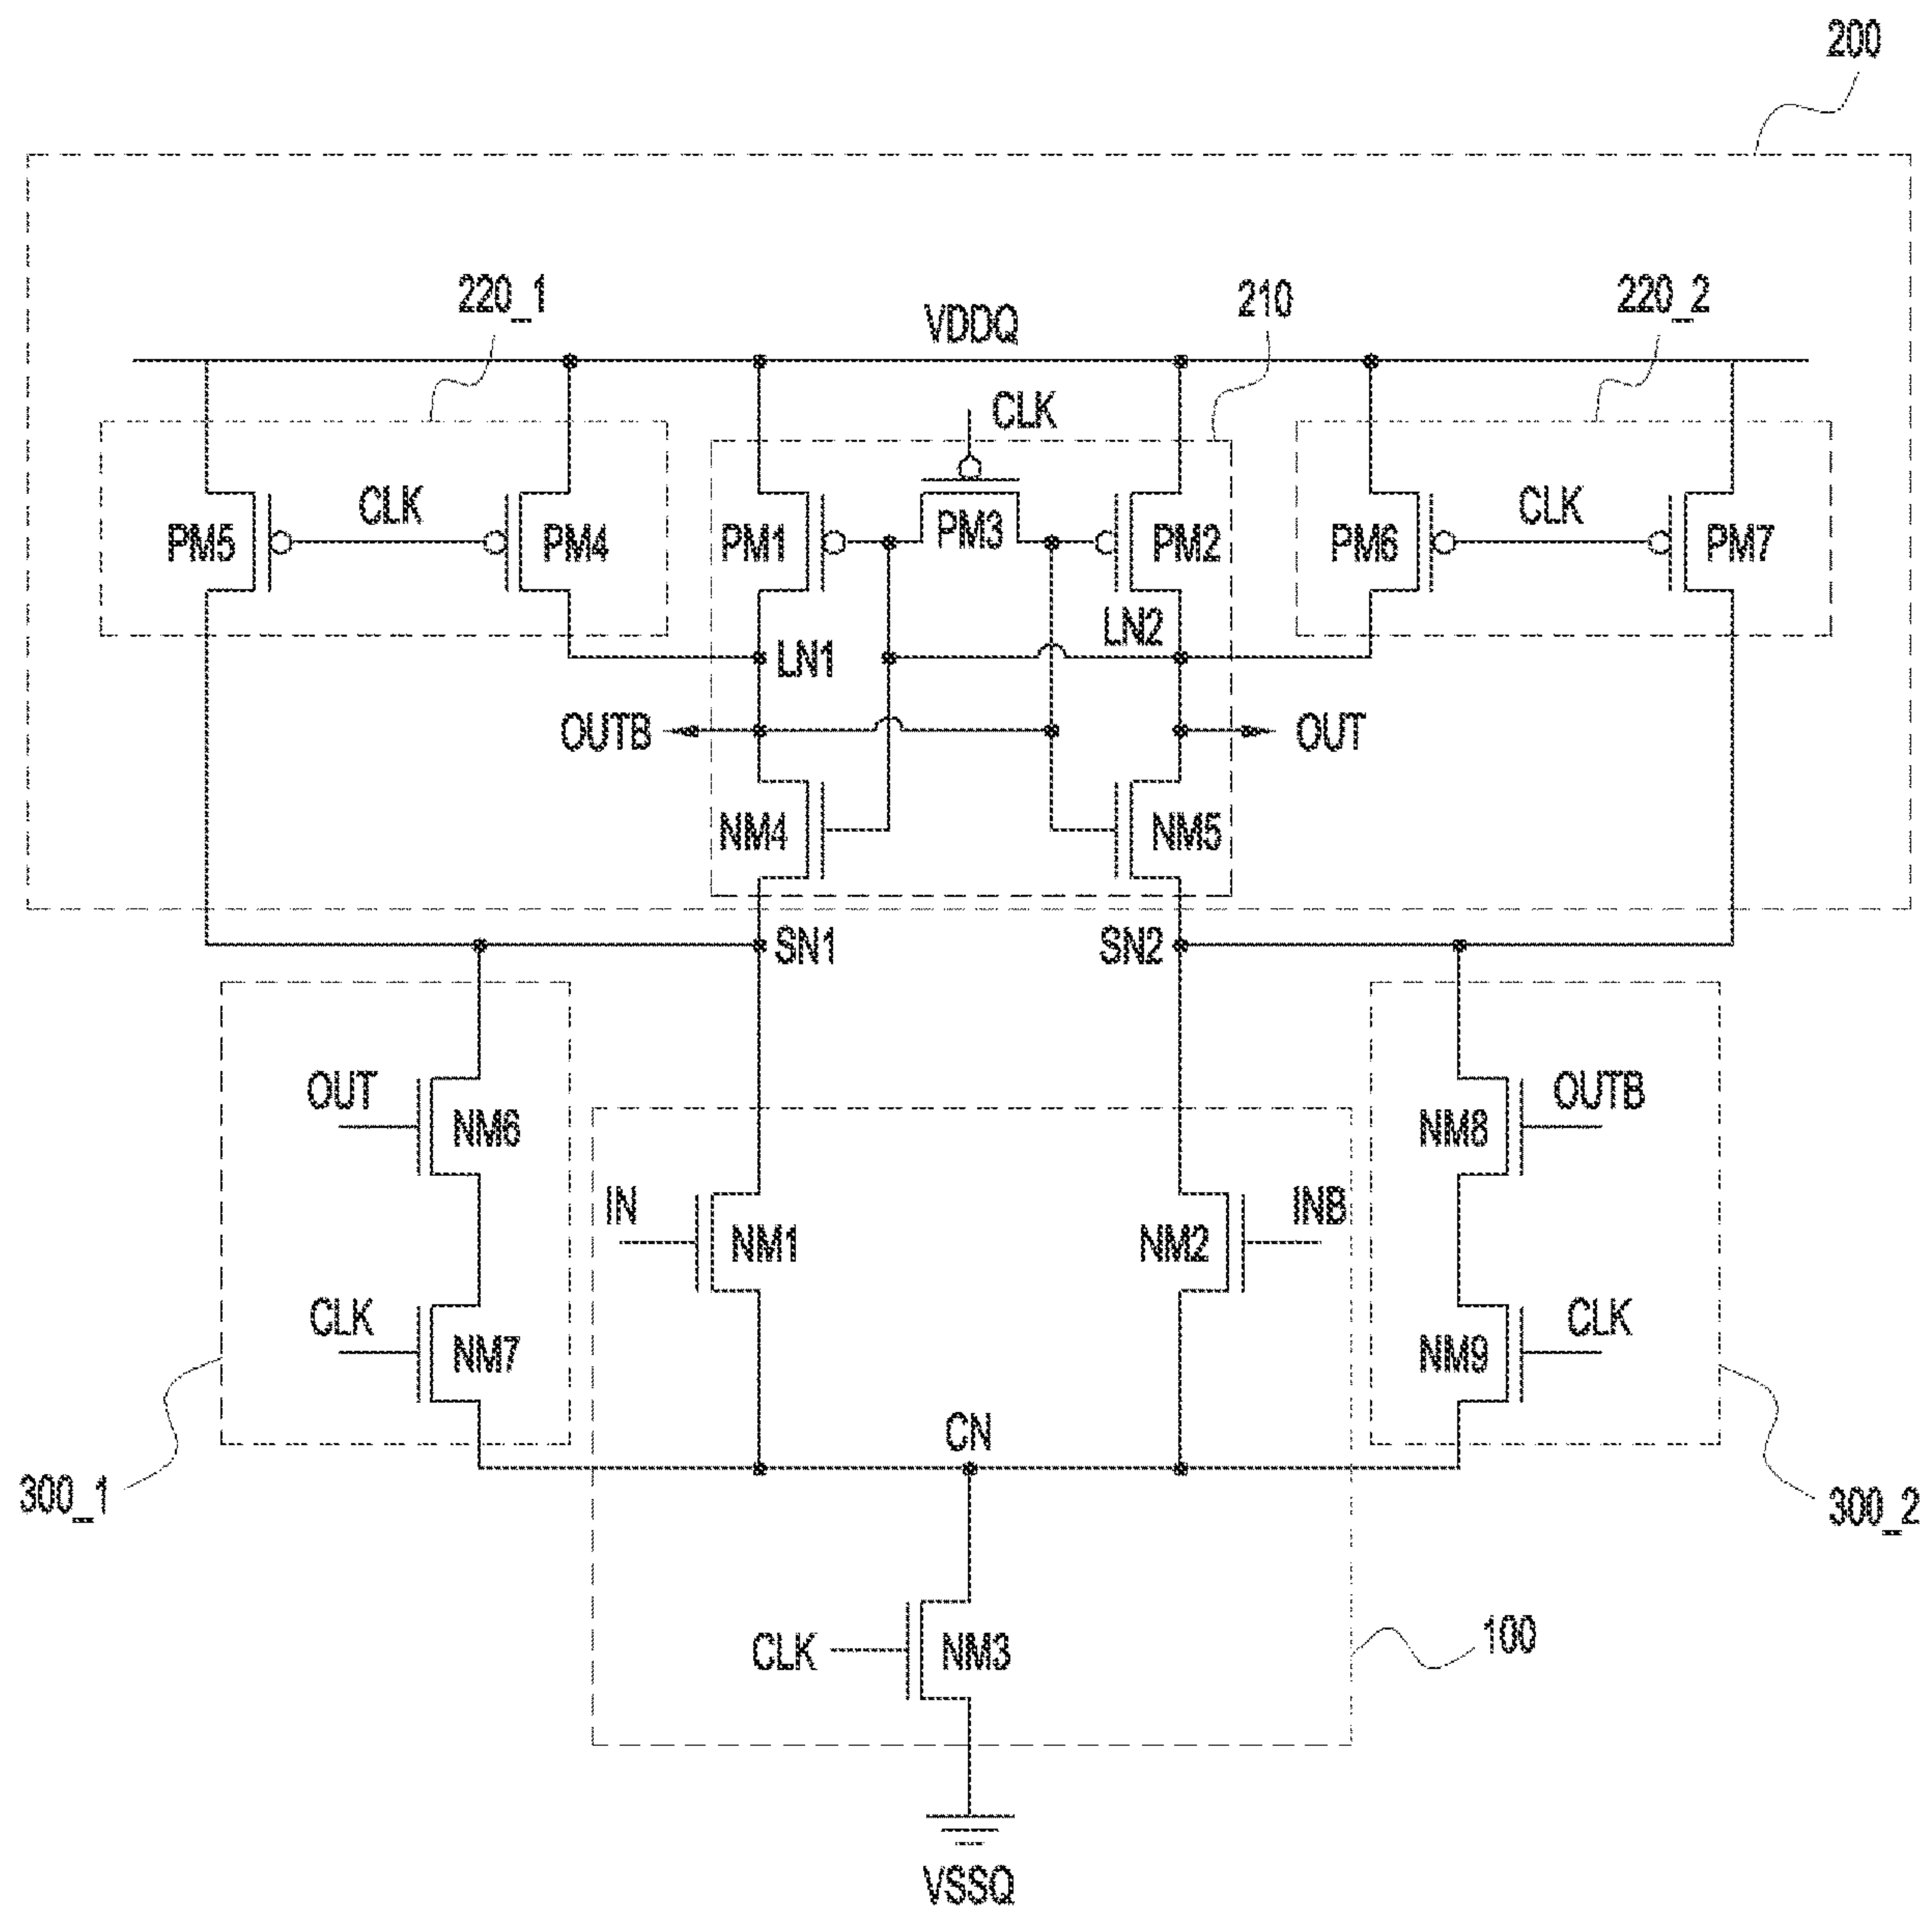 200
220_1
VDDQ
210
220_2
CLK
PM5
CLK
PM4
PM1
PM3
PM2
PM6
CLK
PM7
LN1
LN2
OUTB
OUT
NM4
NM5
SN1
SN2
OUT
NM6
NM8
OUTB
IN
NM1
NM2
INB
CLK
NM7
NM9
CLK
CN
300_1
300_2
CLK
NM3
100
VSSQ